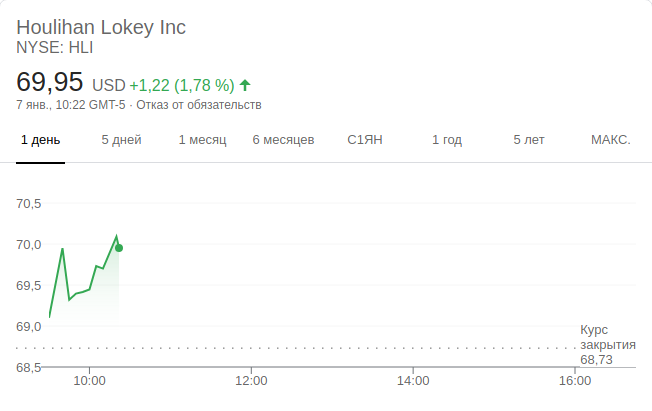 Houlihan Lokey Inc
NYSE: HLI
69,95 USD +1,22 (1,78 %)
7 янв., 10:22 GMT-5 · Отказ от обязательств
1 день 5 дней 1 месяц 6 месяцев С1ЯН 1 год 5 лет МАКС.
70,5
70,0
69,5
69,0
68,5
Курс
закрытия
68,73
10:00 12:00 14:00 16:00